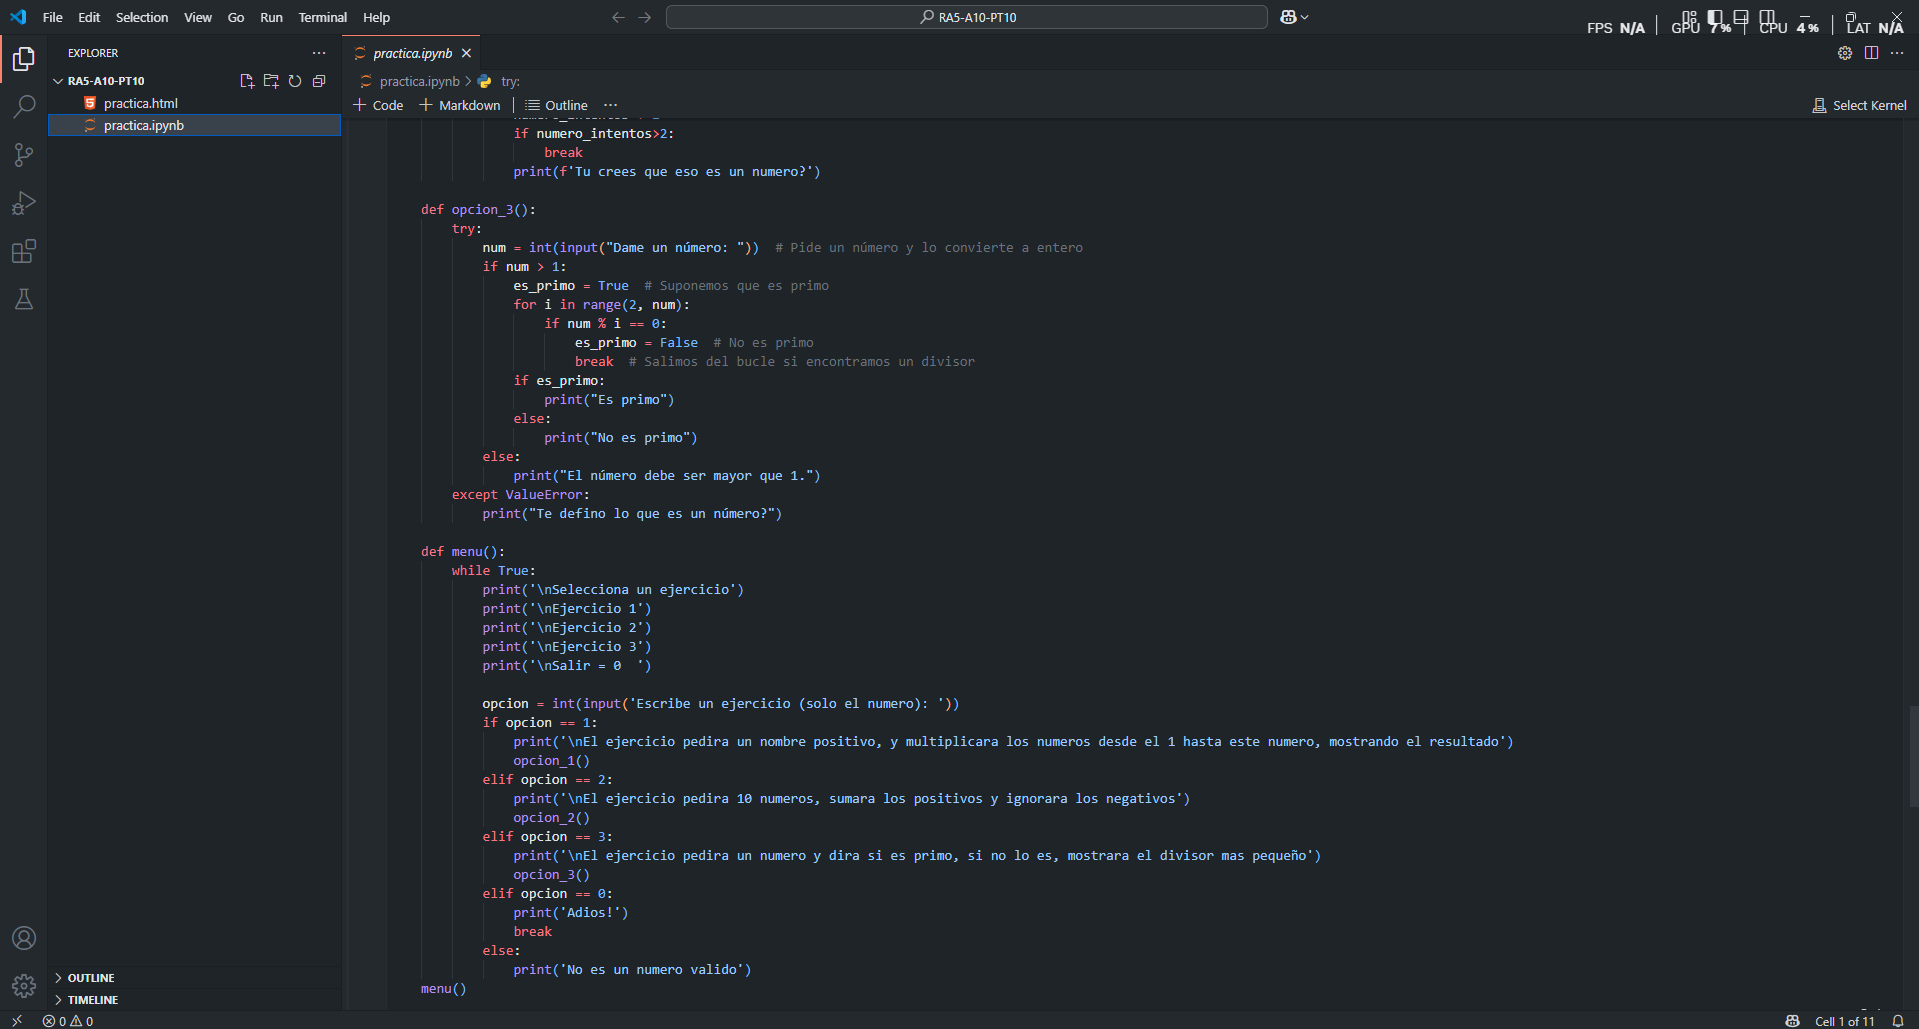 File Edit Selection View Go Run Terminal Help
RA5-A10-PT10
FPS N/A GPU 7% CPU 4% LAT N/A
EXPLORER
practica.ipynb
RA5-A10-PT10
practica.ipynb > try:
practica.html
Code Markdown Outline
Select Kernel
practica.ipynb
if numero_intentos>2:
break
print(f'Tu crees que eso es un numero?')
def opcion_3():
try:
num = int(input("Dame un número: ")) # Pide un número y lo convierte a entero
if num > 1:
es_primo = True # Suponemos que es primo
for i in range(2, num):
if num % i == 0:
es_primo = False # No es primo
break # Salimos del bucle si encontramos un divisor
if es_primo:
print("Es primo")
else:
print("No es primo")
else:
print("El número debe ser mayor que 1.")
except ValueError:
print("Te defino lo que es un número?")
def menu():
while True:
print('\nSelecciona un ejercicio')
print('\nEjercicio 1')
print('\nEjercicio 2')
print('\nEjercicio 3')
print('\nSalir = 0  ')
opcion = int(input('Escribe un ejercicio (solo el numero): '))
if opcion == 1:
print('\nEl ejercicio pedira un nombre positivo, y multiplicara los numeros desde el 1 hasta este numero, mostrando el resultado')
opcion_1()
elif opcion == 2:
print('\nEl ejercicio pedira 10 numeros, sumara los positivos y ignorara los negativos')
opcion_2()
elif opcion == 3:
print('\nEl ejercicio pedira un numero y dira si es primo, si no lo es, mostrara el divisor mas pequeño')
opcion_3()
elif opcion == 0:
print('Adios!')
break
else:
print('No es un numero valido')
menu()
OUTLINE
TIMELINE
0 0
Cell 1 of 11